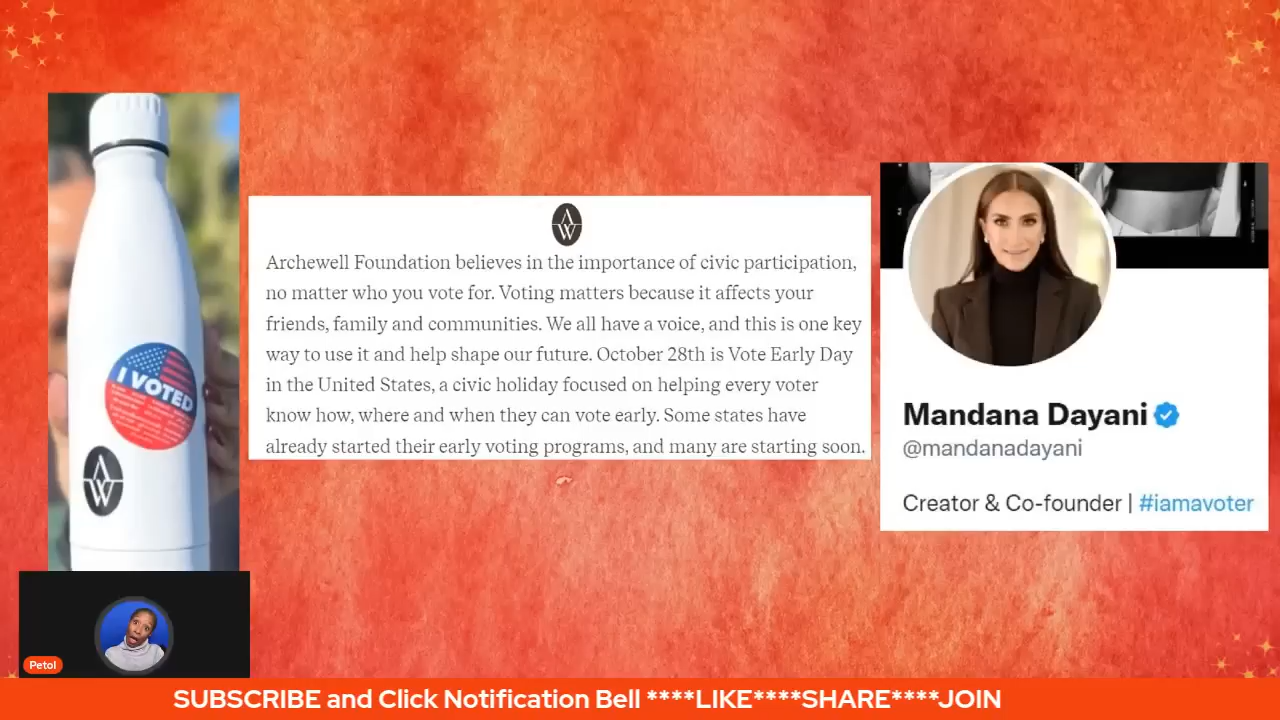 I VOTED
AW
AW
Archewell Foundation believes in the importance of civic participation,
no matter who you vote for. Voting matters because it affects your
friends, family and communities. We all have a voice, and this is one key
way to use it and help shape our future. October 28th is Vote Early Day
in the United States, a civic holiday focused on helping every voter
know how, where and when they can vote early. Some states have
already started their early voting programs, and many are starting soon.
Mandana Dayani
@mandanadayani
Creator & Co-founder | #iamavoter
Petol
SUBSCRIBE and Click Notification Bell ****LIKE****SHARE****JOIN